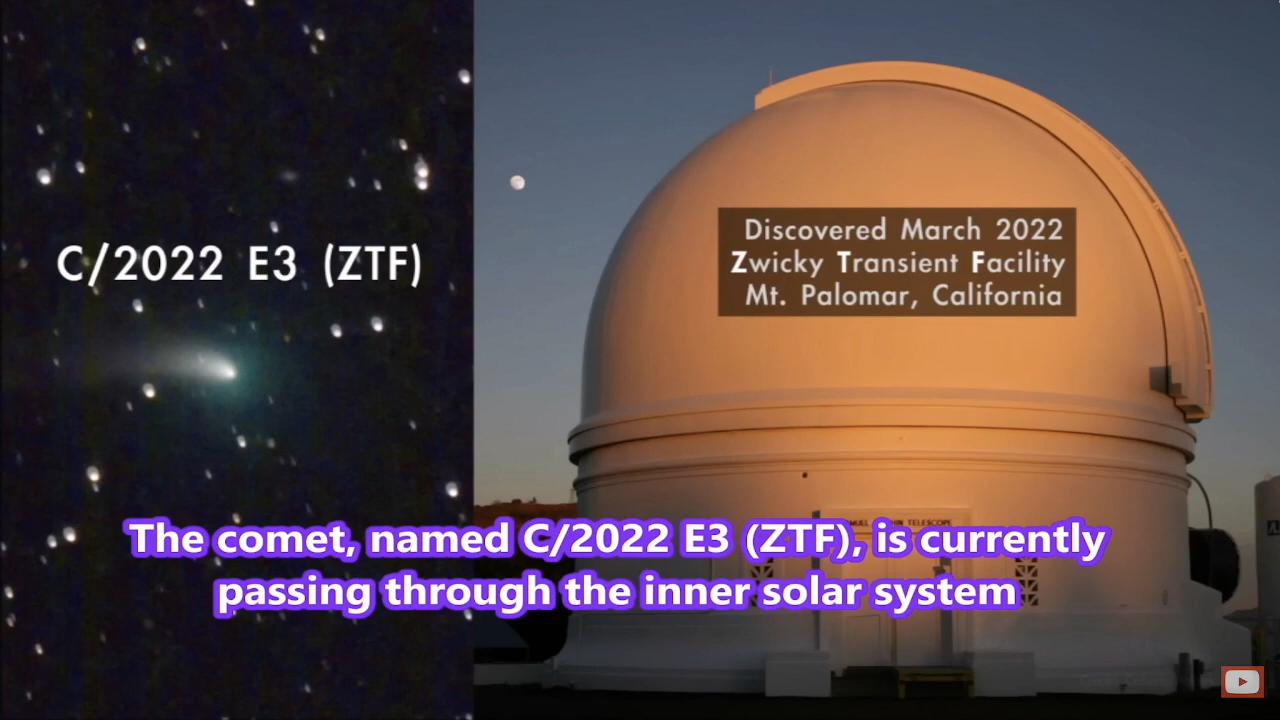 C/2022 E3 (ZTF)
Discovered March 2022
Zwicky Transient Facility
Mt. Palomar, California
TELESCOPE
The comet, named C/2022 E3 (ZTF), is currently
passing through the inner solar system